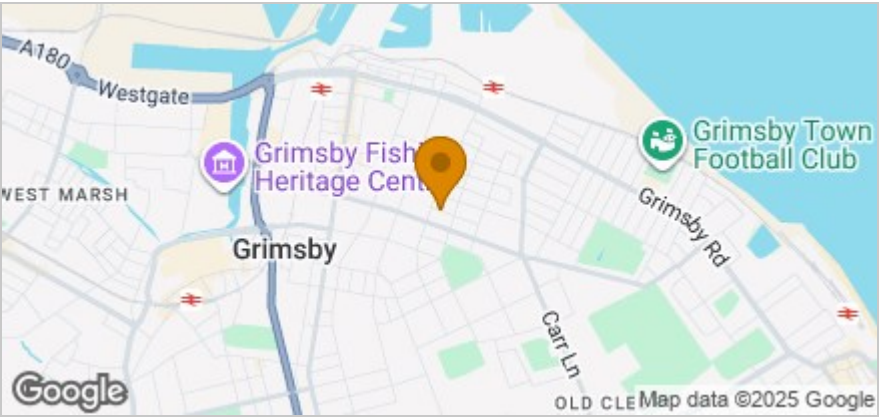 A180
Westgate
Grimsby Fish
Heritage Cent
Grimsby Town
Football Club
WEST MARSH
Grimsby Rd
Grimsby
Carr Ln
Google
OLD CLE
Map data ©2025 Google